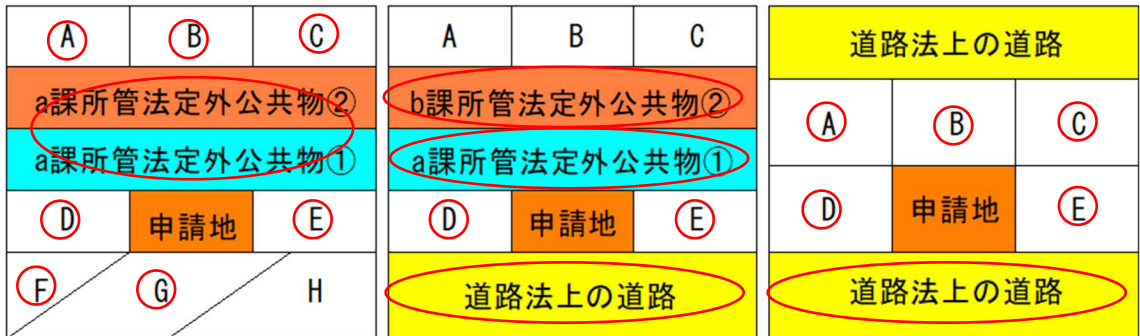 A B C
a課所管法定外公共物②
a課所管法定外公共物①
D 申請地 E
F G H
A B C
b課所管法定外公共物②
a課所管法定外公共物①
D 申請地 E
道路法上の道路
道路法上の道路
A B C
D 申請地 E
道路法上の道路